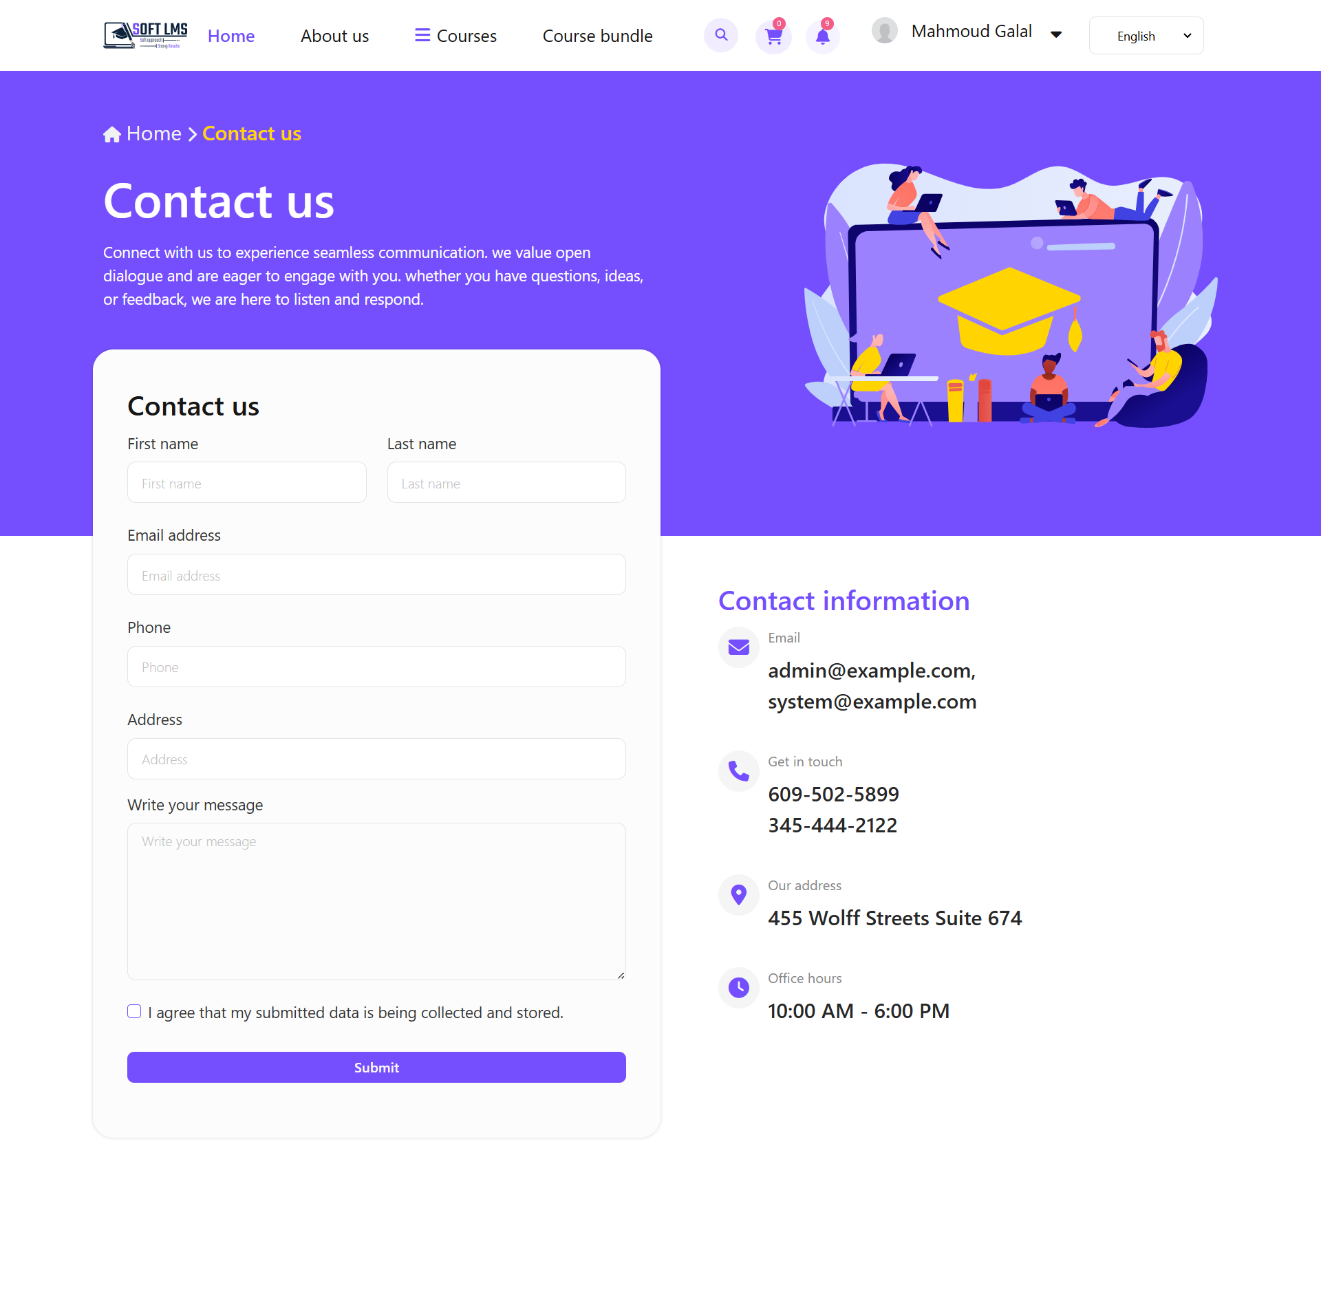 SOFT LMS
Home
About us
Courses
Course bundle
0
9
Mahmoud Galal
English
Home
Contact us
Contact us
Connect with us to experience seamless communication. we value open
dialogue and are eager to engage with you. whether you have questions, ideas,
or feedback, we are here to listen and respond.
Contact us
First name
Last name
First name
Last name
Email address
Email address
Phone
Phone
Address
Address
Write your message
Write your message
I agree that my submitted data is being collected and stored.
Submit
Contact information
Email
admin@example.com,
system@example.com
Get in touch
609-502-5899
345-444-2122
Our address
455 Wolff Streets Suite 674
Office hours
10:00 AM - 6:00 PM